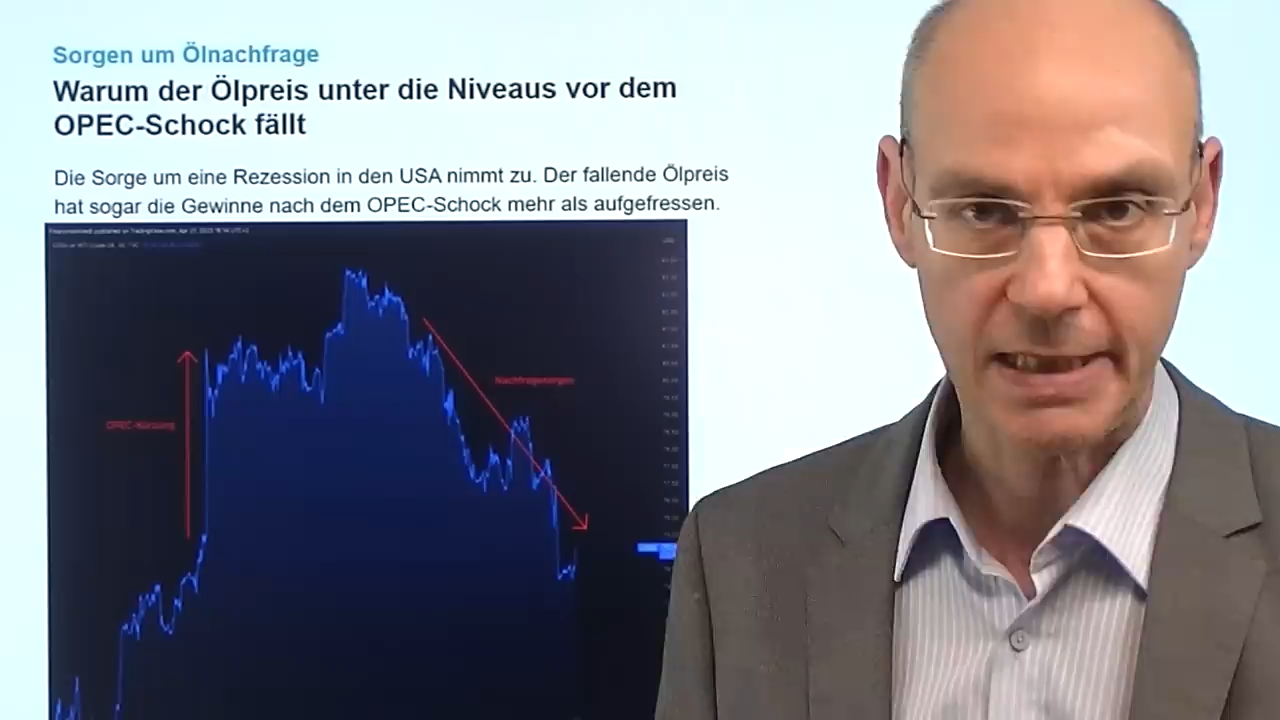 Sorgen um Ölnachfrage
Warum der Ölpreis unter die Niveaus vor dem
OPEC-Schock fällt
Die Sorge um eine Rezession in den USA nimmt zu. Der fallende Ölpreis
hat sogar die Gewinne nach dem OPEC-Schock mehr als aufgefressen.
Nachfragesorgen
OPEC-Kürzung